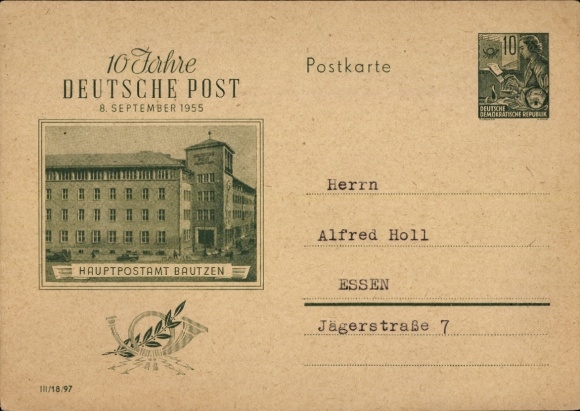 10 Jahre
DEUTSCHE POST
8. SEPTEMBER 1955
HAUPTPOSTAMT BAUTZEN
III/18/97
Postkarte
10
DEUTSCHE
DEMOKRATISCHE REPUBLIK
Herrn
Alfred Holl
ESSEN
Jägerstraße 7